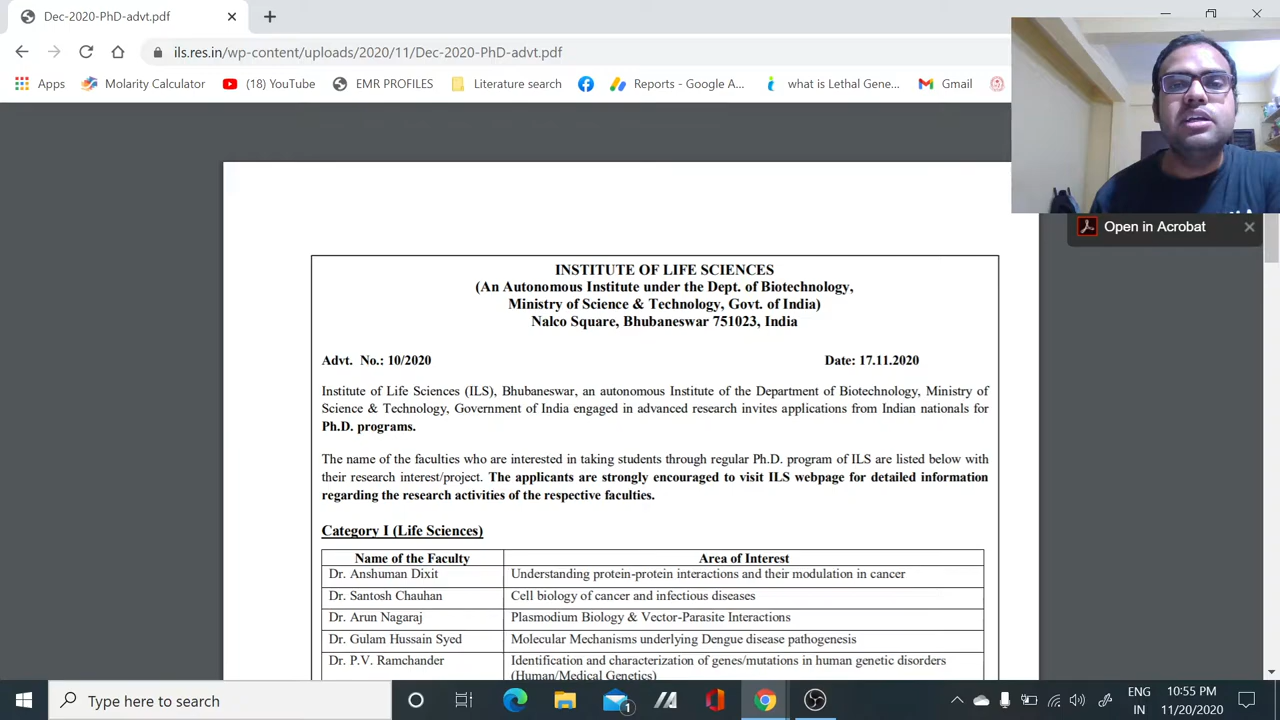 Dec-2020-PhD-advt.pdf
ils.res.in/wp-content/uploads/2020/11/Dec-2020-PhD-advt.pdf
Apps Molarity Calculator (18) YouTube EMR PROFILES Literature search Reports - Google A... what is Lethal Gene... Gmail
Open in Acrobat
INSTITUTE OF LIFE SCIENCES
(An Autonomous Institute under the Dept. of Biotechnology,
Ministry of Science & Technology, Govt. of India)
Nalco Square, Bhubaneswar 751023, India
Advt. No.: 10/2020 Date: 17.11.2020
Institute of Life Sciences (ILS), Bhubaneswar, an autonomous Institute of the Department of Biotechnology, Ministry of
Science & Technology, Government of India engaged in advanced research invites applications from Indian nationals for
Ph.D. programs.
The name of the faculties who are interested in taking students through regular Ph.D. program of ILS are listed below with
their research interest/project. The applicants are strongly encouraged to visit ILS webpage for detailed information
regarding the research activities of the respective faculties.
Category I (Life Sciences)
Name of the Faculty Area of Interest
Dr. Anshuman Dixit Understanding protein-protein interactions and their modulation in cancer
Dr. Santosh Chauhan Cell biology of cancer and infectious diseases
Dr. Arun Nagaraj Plasmodium Biology & Vector-Parasite Interactions
Dr. Gulam Hussain Syed Molecular Mechanisms underlying Dengue disease pathogenesis
Dr. P.V. Ramchander Identification and characterization of genes/mutations in human genetic disorders
(Human/Medical Genetics)
Type here to search
1
ENG 10:55 PM
IN 11/20/2020